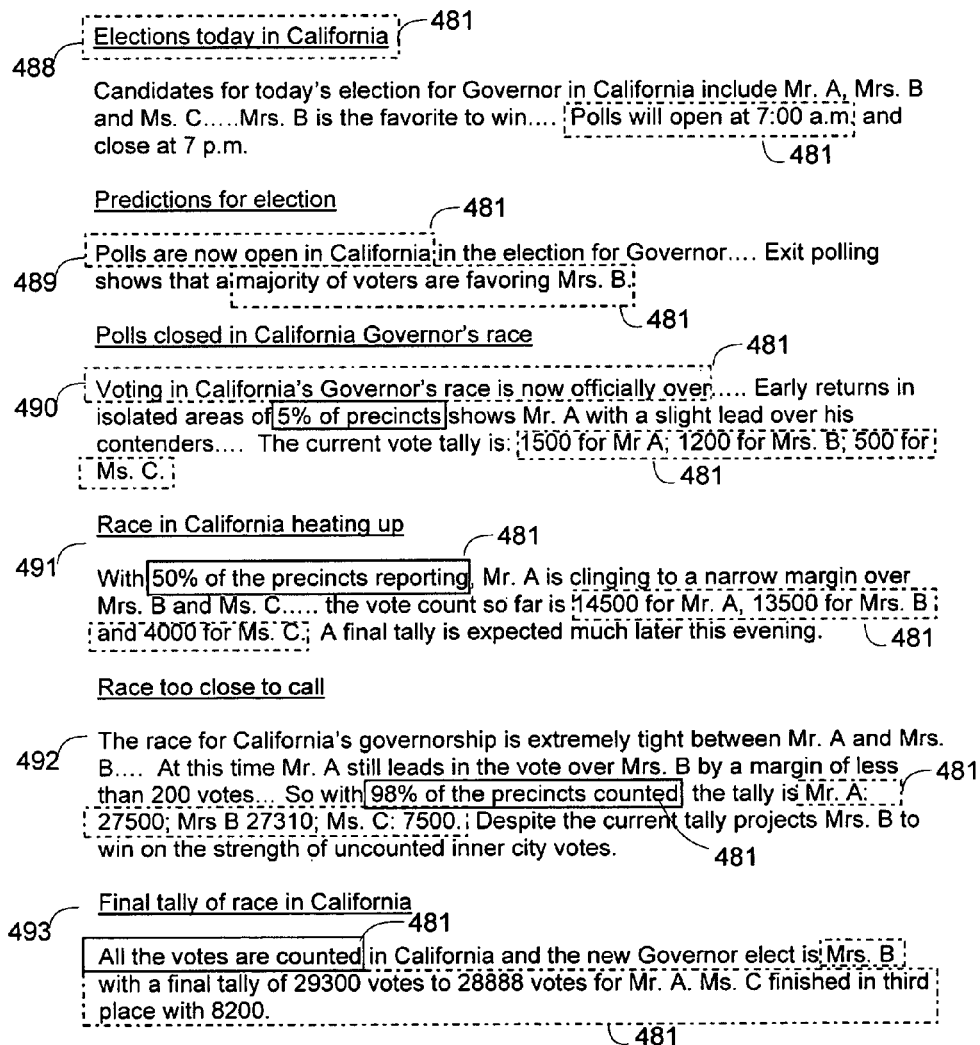 481
Elections today in California
488
Candidates for today's election for Governor in California include Mr. A, Mrs. B
and Ms. C.....Mrs. B is the favorite to win.... Polls will open at 7:00 a.m. and
close at 7 p.m.
481
Predictions for election
481
Polls are now open in California in the election for Governor.... Exit polling
489
shows that a majority of voters are favoring Mrs. B.
481
Polls closed in California Governor's race
481
Voting in California's Governor's race is now officially over..... Early returns in
490
isolated areas of 5% of precincts shows Mr. A with a slight lead over his
contenders.... The current vote tally is: 1500 for Mr A; 1200 for Mrs. B; 500 for
Ms. C.
481
Race in California heating up
481
491
With 50% of the precincts reporting, Mr. A is clinging to a narrow margin over
Mrs. B and Ms. C..... the vote count so far is 14500 for Mr. A, 13500 for Mrs. B
and 4000 for Ms. C. A final tally is expected much later this evening.
481
Race too close to call
492
The race for California's governorship is extremely tight between Mr. A and Mrs.
B.... At this time Mr. A still leads in the vote over Mrs. B by a margin of less
481
than 200 votes... So with 98% of the precincts counted the tally is Mr. A:
27500; Mrs B 27310; Ms. C: 7500. Despite the current tally projects Mrs. B to
win on the strength of uncounted inner city votes.
481
Final tally of race in California
493
481
All the votes are counted in California and the new Governor elect is Mrs. B
with a final tally of 29300 votes to 28888 votes for Mr. A. Ms. C finished in third
place with 8200.
481